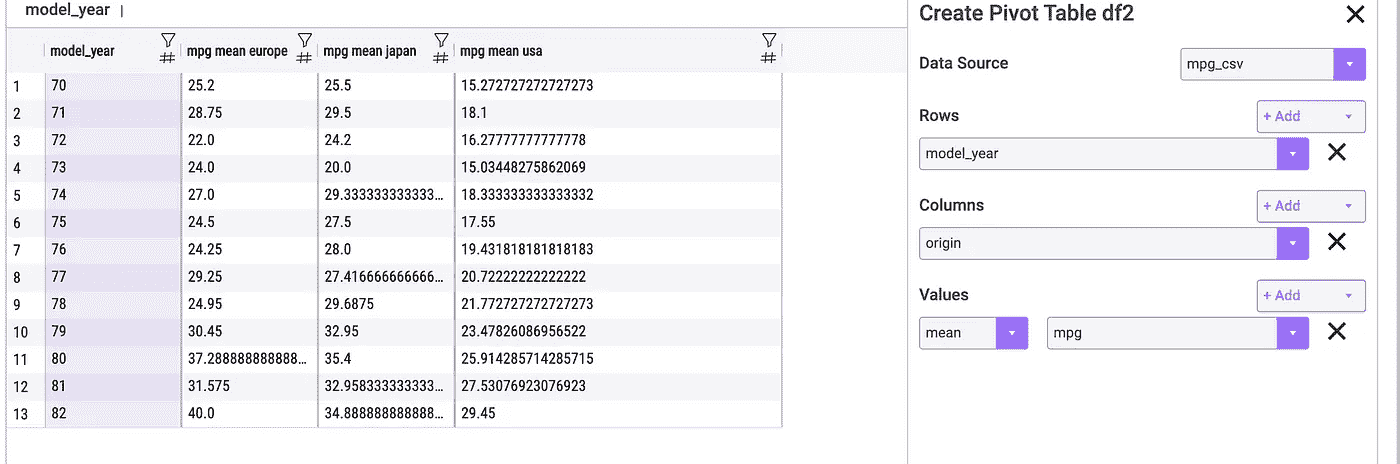 model_year |
model_year mpg mean europe mpg mean japan mpg mean usa
1 70 25.2 25.5 15.272727272727273
2 71 28.75 29.5 18.1
3 72 22.0 24.2 16.27777777777778
4 73 24.0 20.0 15.03448275862069
5 74 27.0 29.333333333333... 18.333333333333332
6 75 24.5 27.5 17.55
7 76 24.25 28.0 19.431818181818183
8 77 29.25 27.416666666666... 20.72222222222222
9 78 24.95 29.6875 21.772727272727273
10 79 30.45 32.95 23.47826086956522
11 80 37.288888888888... 35.4 25.914285714285715
12 81 31.575 32.958333333333... 27.53076923076923
13 82 40.0 34.888888888888... 29.45
Create Pivot Table df2
Data Source mpg_csv
Rows + Add
model_year
Columns + Add
origin
Values + Add
mean mpg